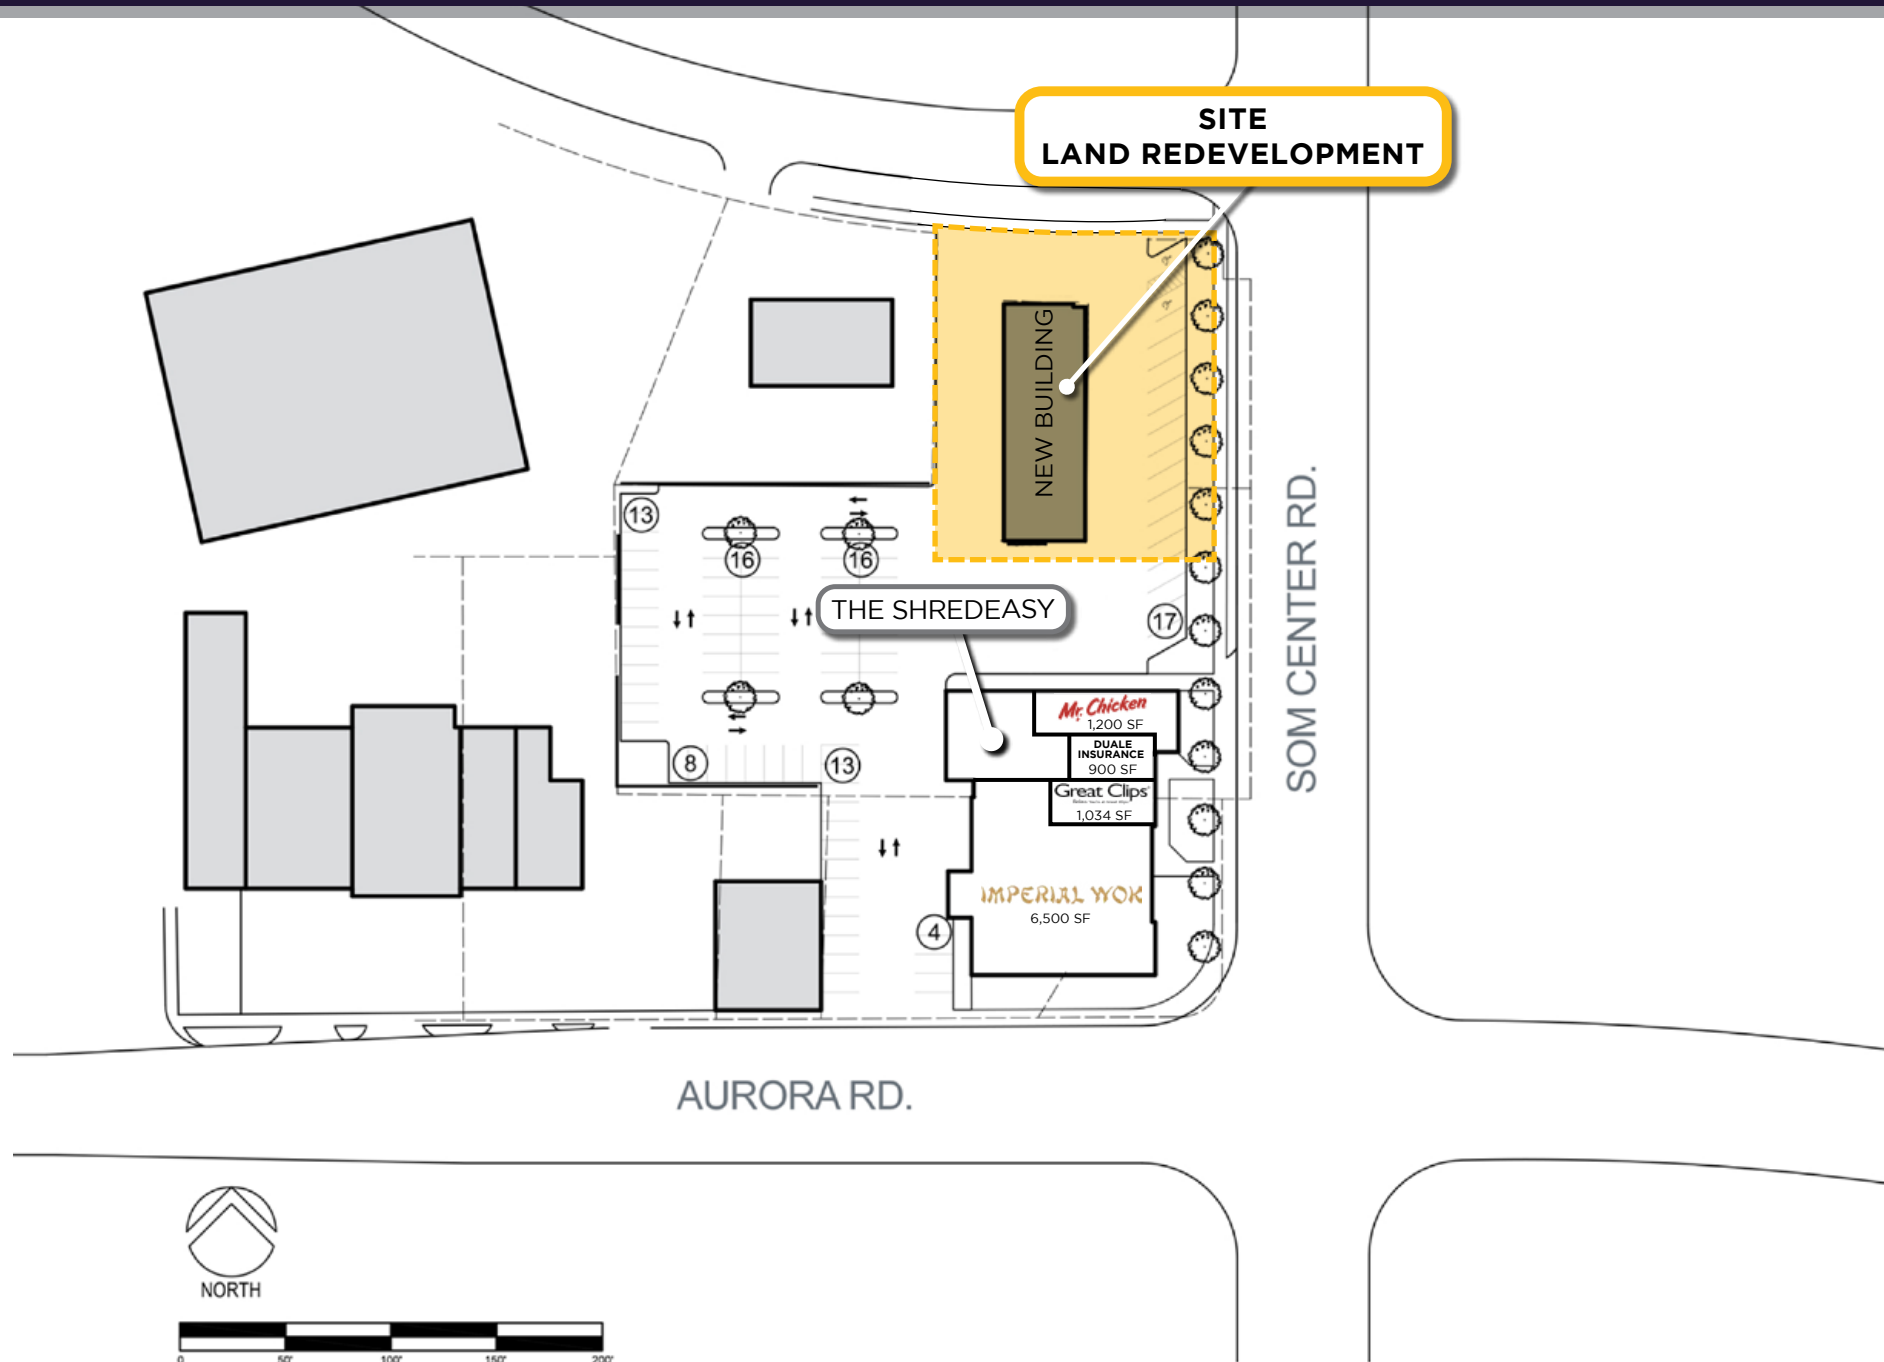 SITE
LAND REDEVELOPMENT
NEW BUILDING
13
16
16
THE SHREDEASY
17
SOM CENTER RD.
Mr. Chicken
1,200 SF
DUALE
INSURANCE
900 SF
8
13
Great Clips
1,034 SF
IMPERIAL WOK
6,500 SF
4
AURORA RD.
NORTH
0 50' 100' 150' 200'